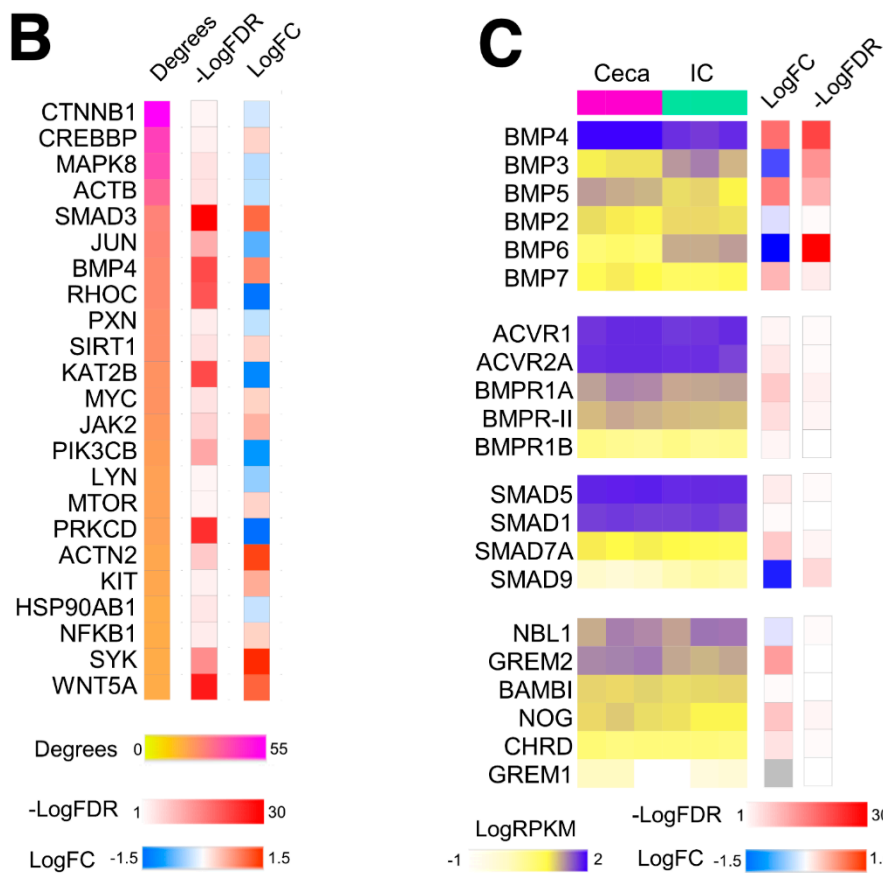 B
Degrees
-LogFDR
LogFC
CTNNB1
CREBBP
MAPK8
ACTB
SMAD3
JUN
BMP4
RHOC
PXN
SIRT1
KAT2B
MYC
JAK2
PIK3CB
LYN
MTOR
PRKCD
ACTN2
KIT
HSP90AB1
NFKB1
SYK
WNT5A
Degrees 0 55
-LogFDR 1 30
LogFC -1.5 1.5
C
Ceca IC
LogFC
-LogFDR
BMP4
BMP3
BMP5
BMP2
BMP6
BMP7
ACVR1
ACVR2A
BMPR1A
BMPR-II
BMPR1B
SMAD5
SMAD1
SMAD7A
SMAD9
NBL1
GREM2
BAMBI
NOG
CHRD
GREM1
LogRPKM
-1 2
-LogFDR 1 30
LogFC -1.5 1.